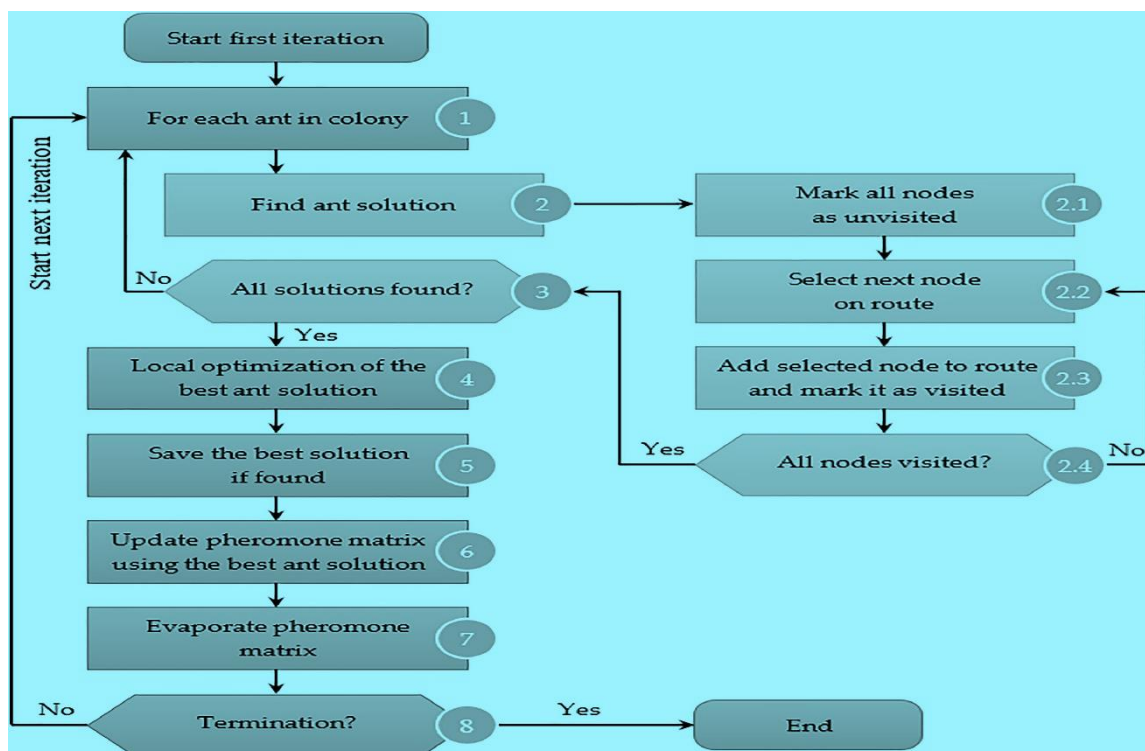 Start first iteration
For each ant in colony
1
Start next iteration
Find ant solution
2
No
All solutions found?
3
Yes
Local optimization of the
best ant solution
4
Save the best solution
if found
5
Update pheromone matrix
using the best ant solution
6
Evaporate pheromone
matrix
7
No
Termination?
8
Yes
End
Mark all nodes
as unvisited
2.1
Select next node
on route
2.2
Add selected node to route
and mark it as visited
2.3
Yes
All nodes visited?
2.4
No